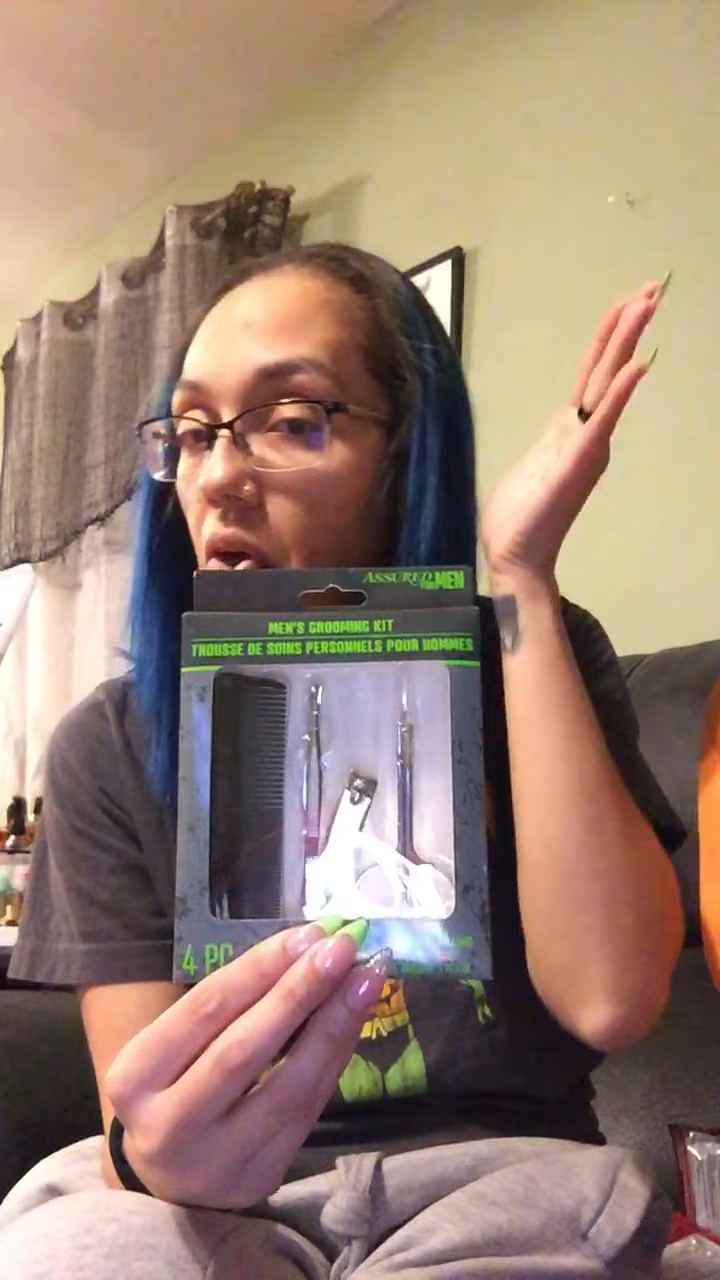 ASSURED FOR MEN
MEN'S GROOMING KIT
TROUSSE DE SOINS PERSONNELS POUR HOMMES
4 PC